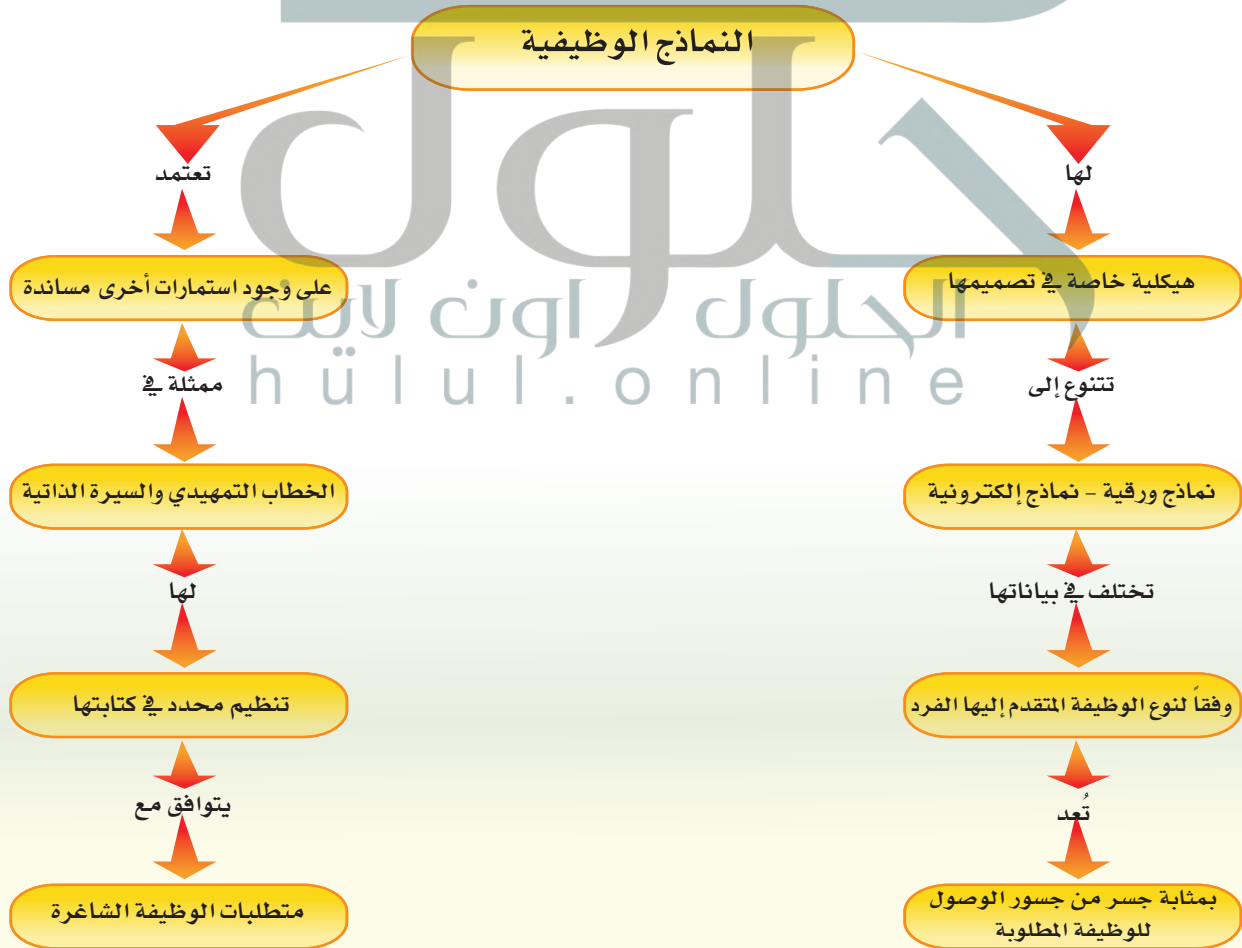 النماذج الوظيفية
لها
هيكلية خاصة في تصميمها
تتنوع إلى
نماذج ورقية - نماذج إلكترونية
تختلف في بياناتها
وفقاً لنوع الوظيفة المتقدم إليها الفرد
تُعد
بمثابة جسر من جسور الوصول
للوظيفة المطلوبة
تعتمد
على وجود استمارات أخرى مساندة
ممثلة في
الخطاب التمهيدي والسيرة الذاتية
لها
تنظيم محدد في كتابتها
يتوافق مع
متطلبات الوظيفة الشاغرة
حلول
الحلول اون لاين
hülul.online